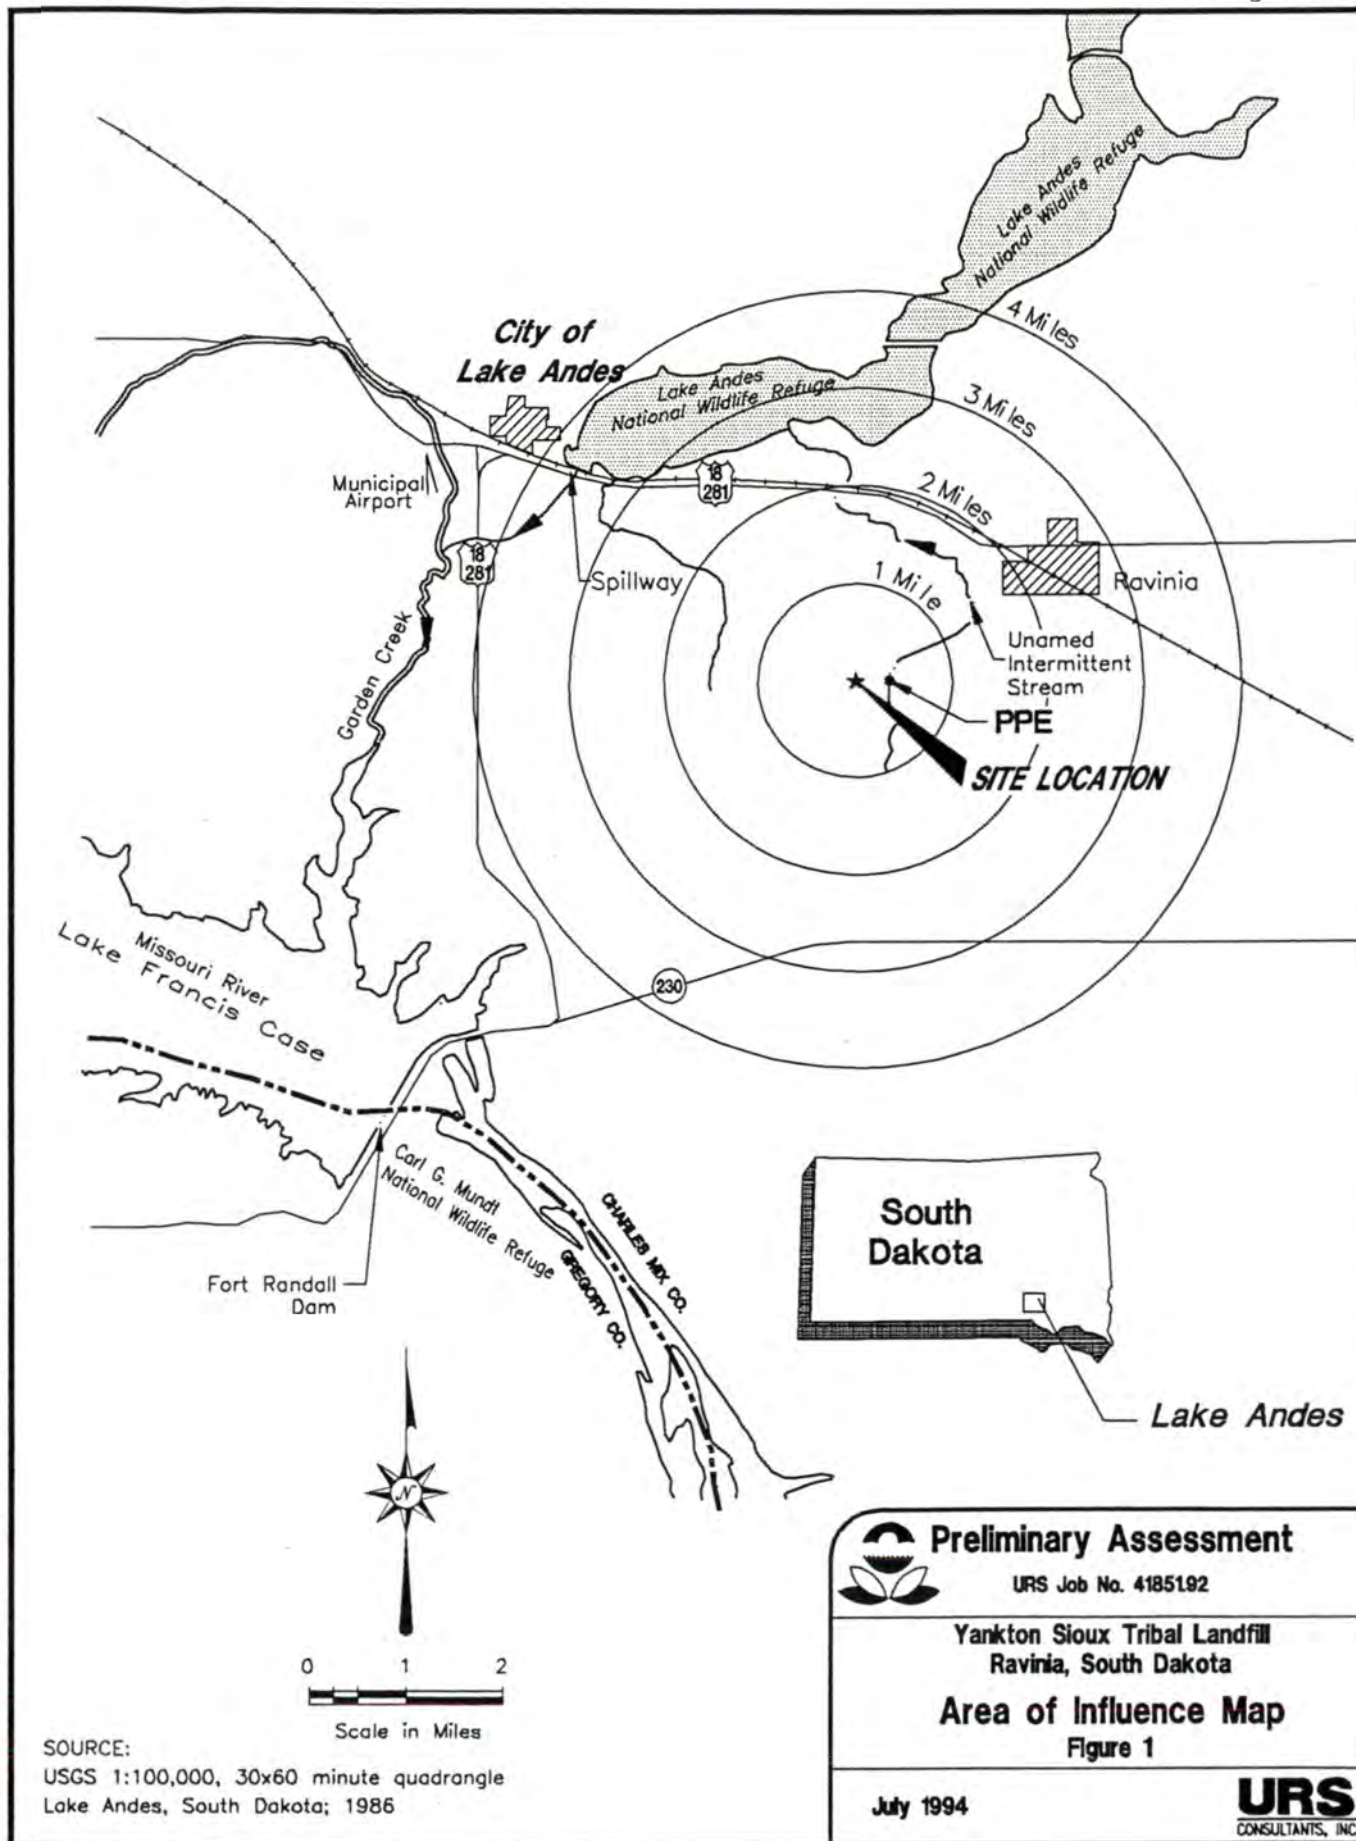 Lake Andes
National Wildlife Refuge
4 Miles
City of
Lake Andes
Lake Andes
National Wildlife Refuge
3 Miles
Municipal
Airport
18
281
2 Miles
18
281
Spillway
1 Mile
Ravinia
Garden Creek
Unamed
Intermittent
Stream
PPE
SITE LOCATION
Missouri River
Lake Francis Case
230
Carl G. Mundt
National Wildlife Refuge
CHARLES MIX CO.
GREGORY CO.
Fort Randall
Dam
South
Dakota
Lake Andes
N
0 1 2
Scale in Miles
SOURCE:
USGS 1:100,000, 30x60 minute quadrangle
Lake Andes, South Dakota; 1986
Preliminary Assessment
URS Job No. 41851.92
Yankton Sioux Tribal Landfill
Ravinia, South Dakota
Area of Influence Map
Figure 1
July 1994
URS
CONSULTANTS, INC